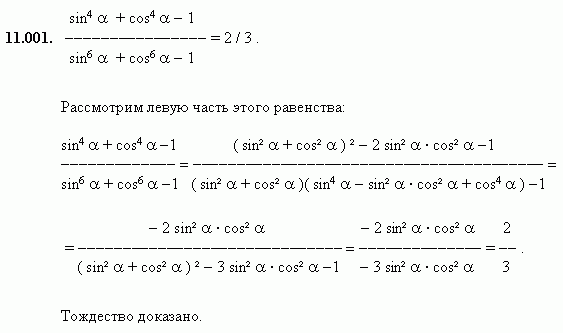 sin⁴ α + cos⁴ α – 1
11.001. ———————— = 2 / 3 .
sin⁶ α + cos⁶ α – 1
Рассмотрим левую часть этого равенства:
sin⁴ α + cos⁴ α – 1 ( sin² α + cos² α ) ² – 2 sin² α · cos² α – 1
———————— = ———————————————— =
sin⁶ α + cos⁶ α – 1 ( sin² α + cos² α )( sin⁴ α – sin² α · cos² α + cos⁴ α ) – 1
– 2 sin² α · cos² α – 2 sin² α · cos² α 2
= ———————————————— = ———————— = —— .
( sin² α + cos² α ) ² – 3 sin² α · cos² α – 1 – 3 sin² α · cos² α 3
Тождество доказано.